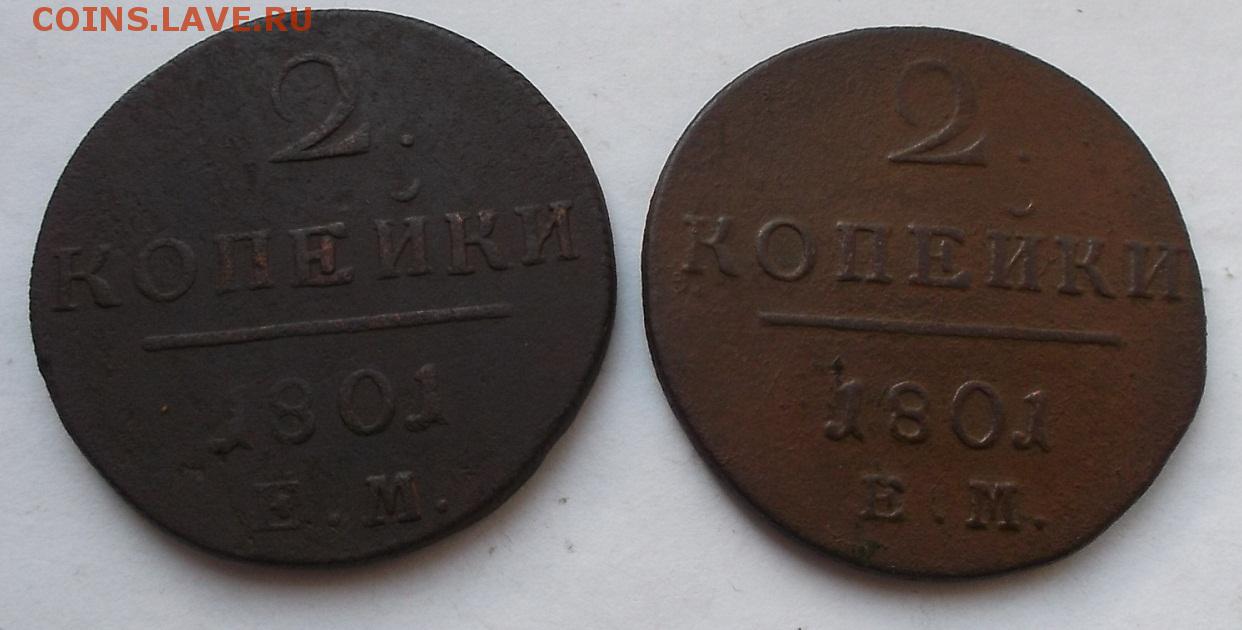 COINS.LAVE.RU
2.
КОПЕЙКИ
1801
Е.М.
2.
КОПЕЙКИ
1801
Е.М.